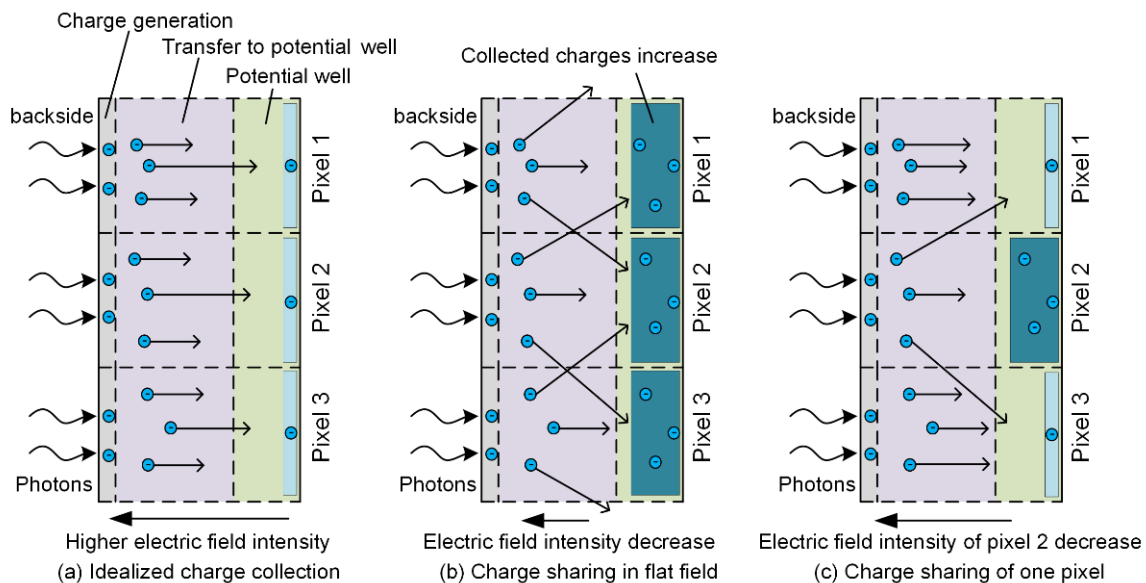 Charge generation
Transfer to potential well
Potential well
Collected charges increase
backside
Photons
Pixel 1
Pixel 2
Pixel 3
Higher electric field intensity
(a) Idealized charge collection
backside
Photons
Pixel 1
Pixel 2
Pixel 3
Electric field intensity decrease
(b) Charge sharing in flat field
backside
Photons
Pixel 1
Pixel 2
Pixel 3
Electric field intensity of pixel 2 decrease
(c) Charge sharing of one pixel